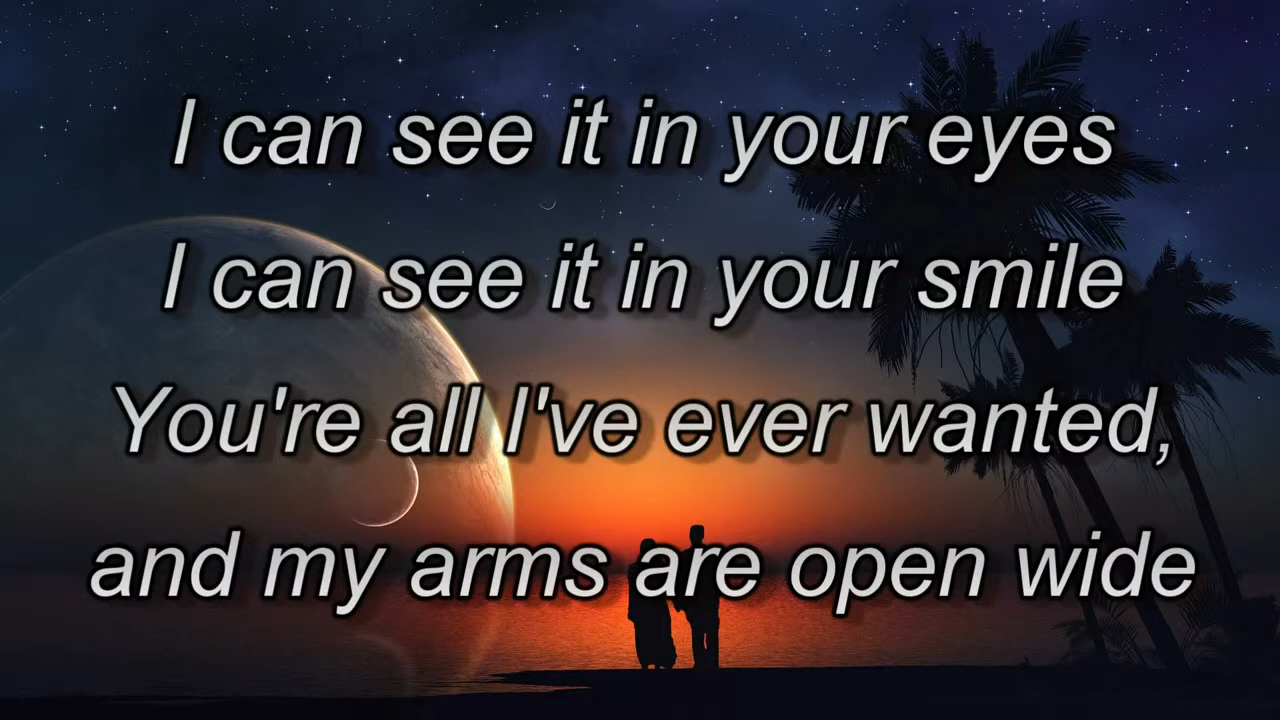 I can see it in your eyes
I can see it in your smile
You're all I've ever wanted,
and my arms are open wide